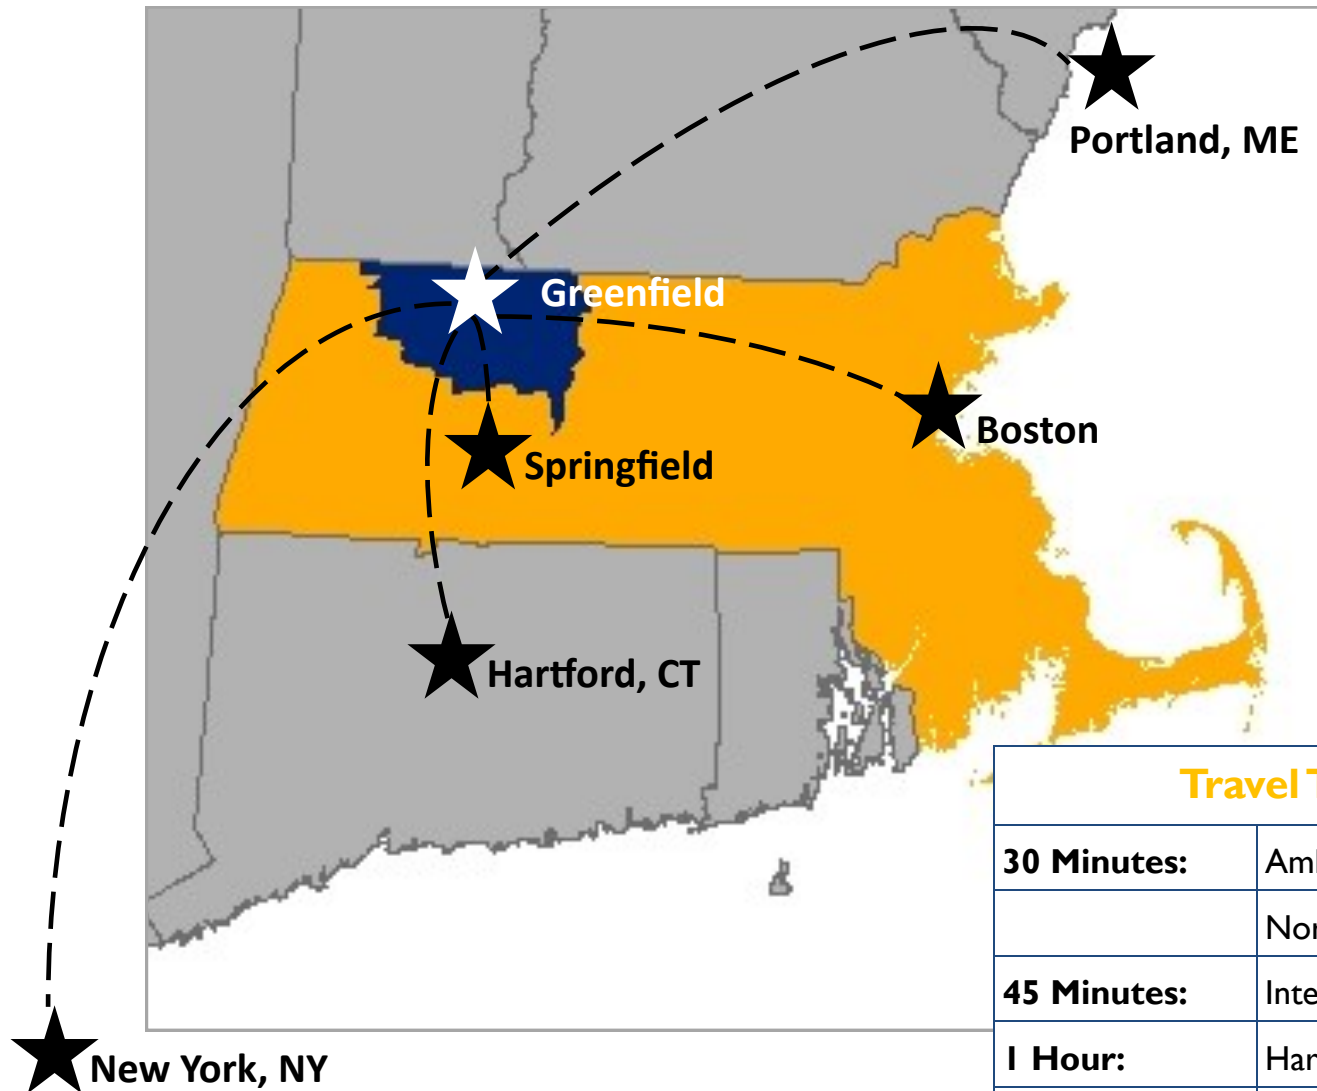 Portland, ME
Greenfield
Boston
Springfield
Hartford, CT
Travel
30 Minutes:
45 Minutes:
1 Hour:
New York, NY